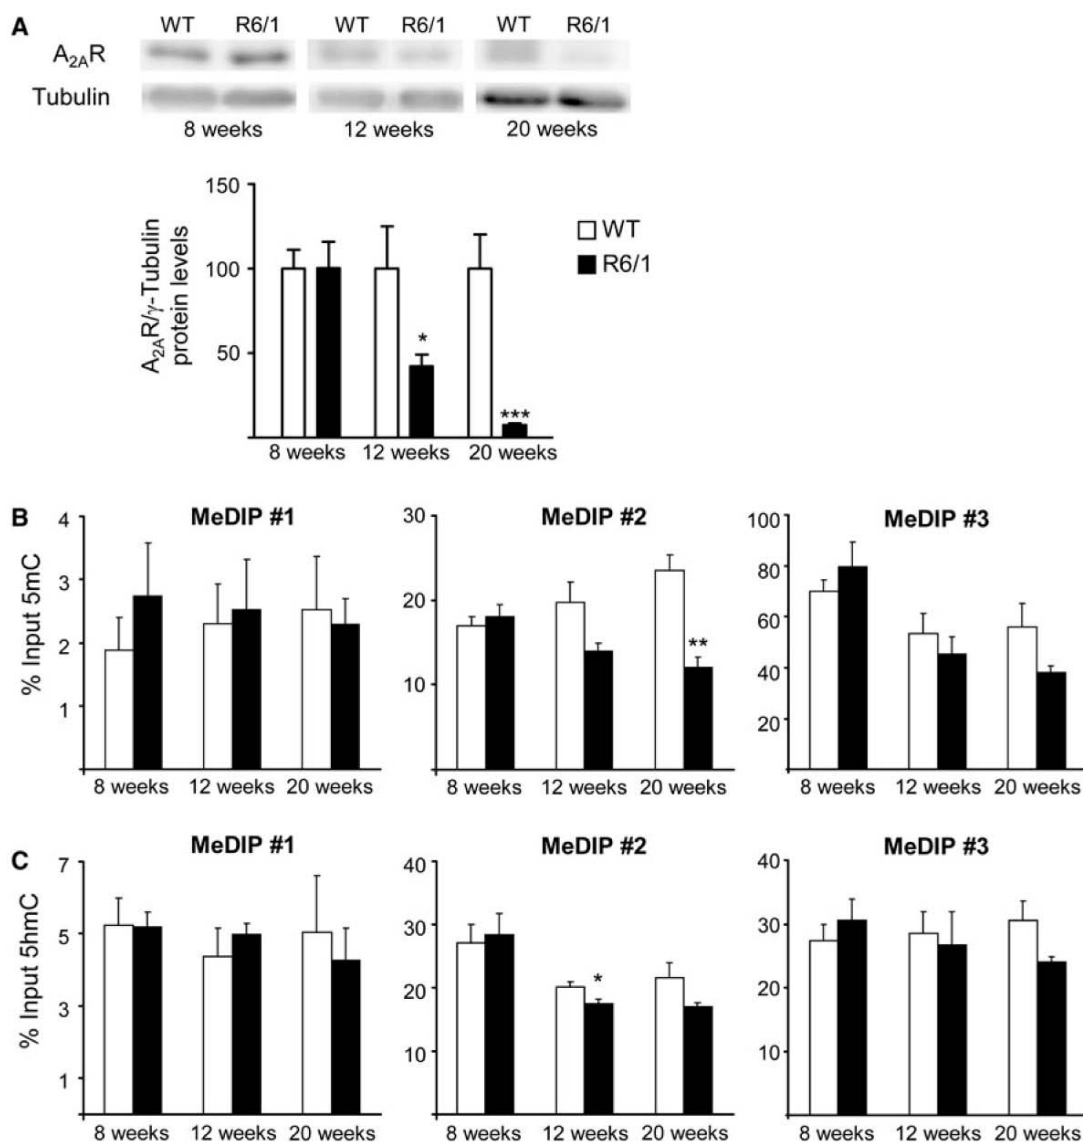 A
WT R6/1 WT R6/1 WT R6/1
A2AR
Tubulin
8 weeks 12 weeks 20 weeks
A2AR/γ-Tubulin
protein levels
150
100
50
* ***
8 weeks 12 weeks 20 weeks
WT
R6/1
B
MeDIP #1 MeDIP #2 MeDIP #3
% Input 5mC
4
3
2
1
8 weeks 12 weeks 20 weeks
30
20
10
**
8 weeks 12 weeks 20 weeks
100
80
60
40
20
8 weeks 12 weeks 20 weeks
C
MeDIP #1 MeDIP #2 MeDIP #3
% Input 5hmC
7
5
3
1
8 weeks 12 weeks 20 weeks
40
30
20
10
*
8 weeks 12 weeks 20 weeks
40
30
20
10
8 weeks 12 weeks 20 weeks